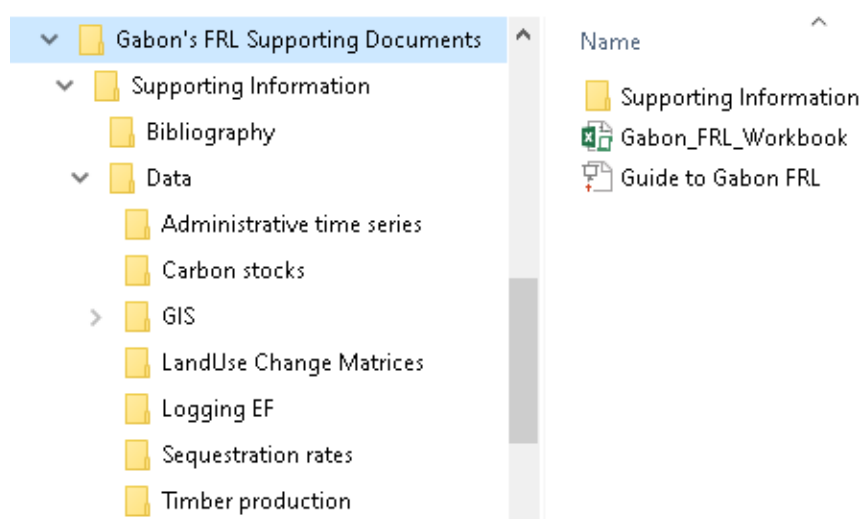 Gabon's FRL Supporting Documents
Supporting Information
Bibliography
Data
Administrative time series
Carbon stocks
GIS
LandUse Change Matrices
Logging EF
Sequestration rates
Timber production
Name
Supporting Information
Gabon_FRL_Workbook
Guide to Gabon FRL